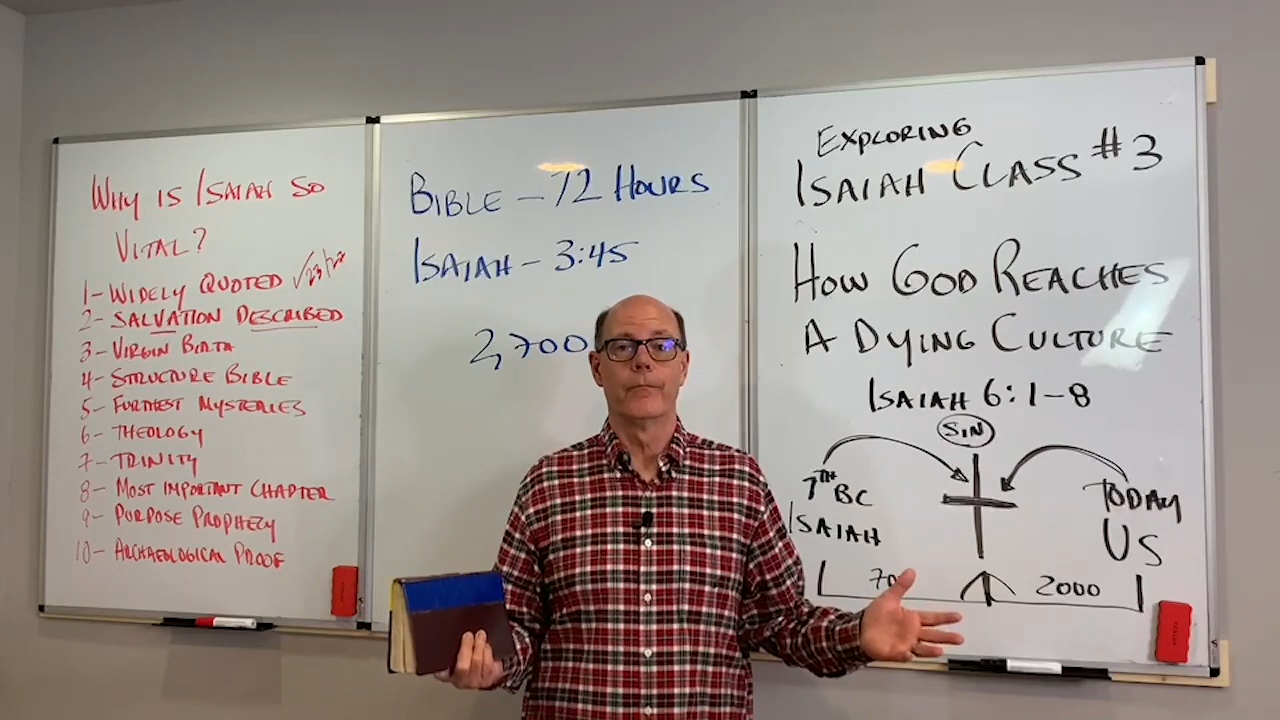 WHY IS ISAIAH SO
VITAL?
1- WIDELY QUOTED
2- SALVATION DESCRIBED
3- VIRGIN BIRTH
4- STRUCTURE BIBLE
5- FURTHEST MYSTERIES
6- THEOLOGY
7- TRINITY
8- MOST IMPORTANT CHAPTER
9- PURPOSE PROPHECY
10- ARCHAEOLOGICAL PROOF
BIBLE - 72 HOURS
ISAIAH - 3:45
2,700
EXPLORING
ISAIAH CLASS #3
HOW GOD REACHES
A DYING CULTURE
ISAIAH 6:1-8
SIN
7TH BC
ISAIAH
TODAY
US
2000